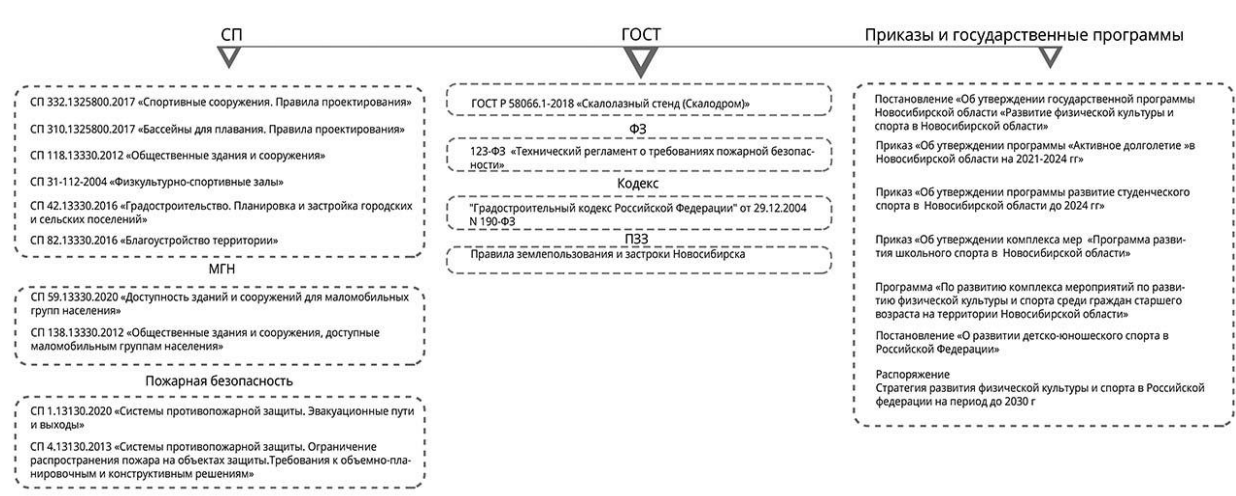 СП
СП 332.1325800.2017 «Спортивные сооружения. Правила проектирования»
СП 310.1325800.2017 «Бассейны для плавания. Правила проектирования»
СП 118.13330.2012 «Общественные здания и сооружения»
СП 31-112-2004 «Физкультурно-спортивные залы»
СП 42.13330.2016 «Градостроительство. Планировка и застройка городских
и сельских поселений»
СП 82.13330.2016 «Благоустройство территории»
МГН
СП 59.13330.2020 «Доступность зданий и сооружений для маломобильных
групп населения»
СП 138.13330.2012 «Общественные здания и сооружения, доступные
маломобильным группам населения»
Пожарная безопасность
СП 1.13130.2020 «Системы противопожарной защиты. Эвакуационные пути
и выходы»
СП 4.13130.2013 «Системы противопожарной защиты. Ограничение
распространения пожара на объектах защиты.Требования к объемно-пла-
нировочным и конструктивным решениям»
ГОСТ
ГОСТ Р 58066.1-2018 «Скалолазный стенд (Скалодром)»
ФЗ
123-ФЗ «Технический регламент о требованиях пожарной безопас-
ности»
Кодекс
"Градостроительный кодекс Российской Федерации" от 29.12.2004
N 190-ФЗ
ПЗЗ
Правила землепользования и застроки Новосибирска
Приказы и государственные программы
Постановление «Об утверждении государственной программы
Новосибирской области «Развитие физической культуры и
спорта в Новосибирской области»
Приказ «Об утверждении программы «Активное долголетие »в
Новосибирской области на 2021-2024 гг»
Приказ «Об утверждении программы развитие студенческого
спорта в Новосибирской области до 2024 гг»
Приказ «Об утверждении комплекса мер «Программа разви-
тия школьного спорта в Новосибирской области»
Программа «По развитию комплекса мероприятий по разви-
тию физической культуры и спорта среди граждан старшего
возраста на территории Новосибирской области»
Постановление «О развитии детско-юношеского спорта в
Российской Федерации»
Распоряжение
Стратегия развития физической культуры и спорта в Российской
федерации на период до 2030 г